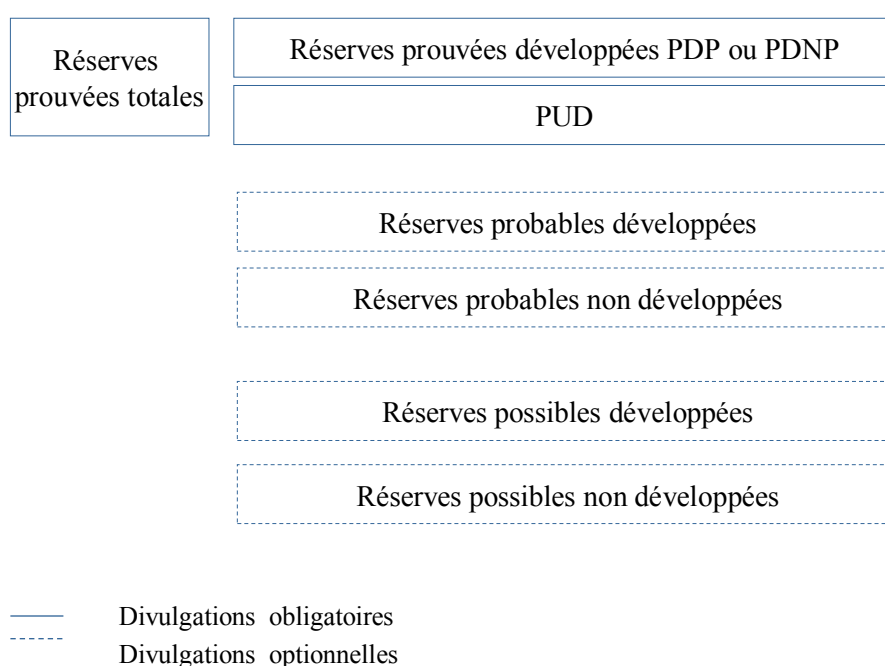 Réserves
prouvées totales
Réserves prouvées développées PDP ou PDNP
PUD
Réserves probables développées
Réserves probables non développées
Réserves possibles développées
Réserves possibles non développées
Divulgations obligatoires
Divulgations optionnelles